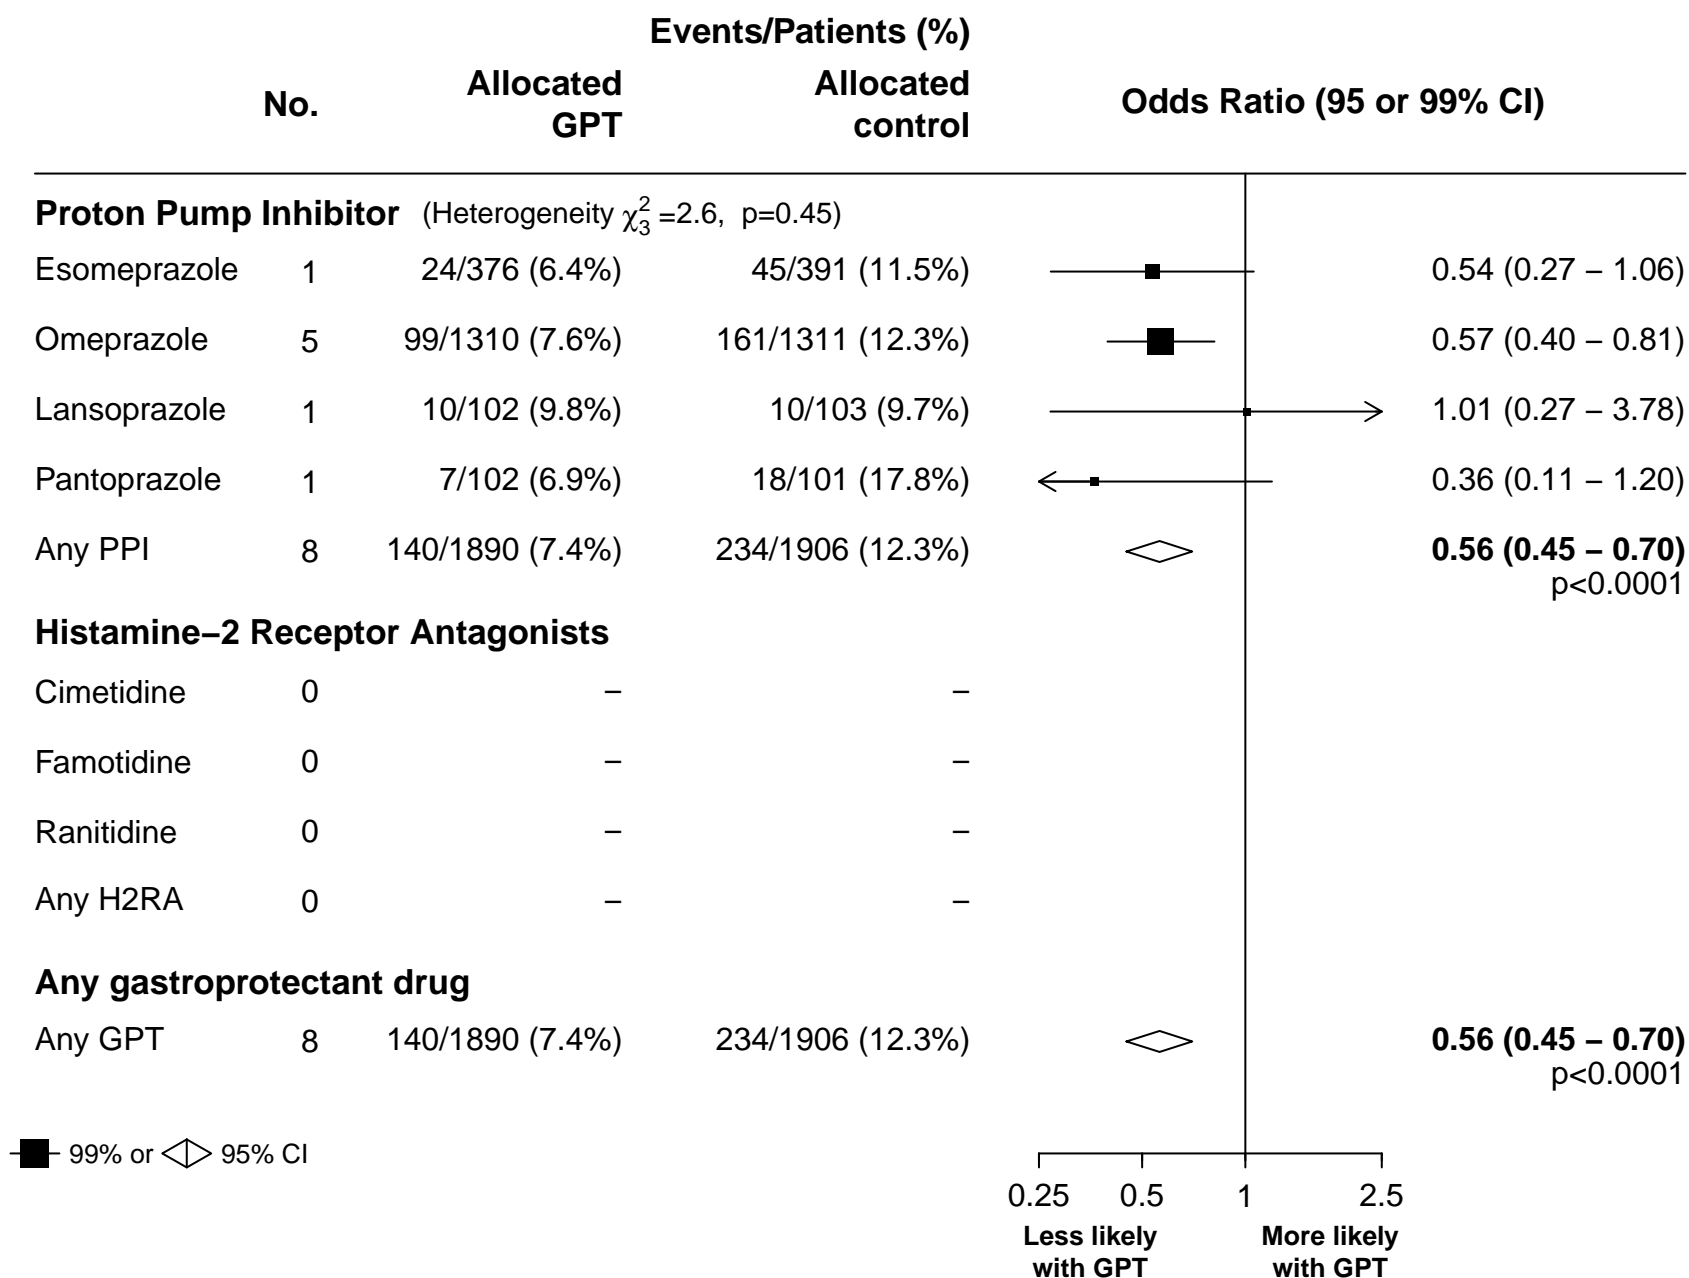 Events/Patients (%)
No. Allocated GPT Allocated control Odds Ratio (95 or 99% CI)
Proton Pump Inhibitor (Heterogeneity χ²₃ =2.6, p=0.45)
Esomeprazole 1 24/376 (6.4%) 45/391 (11.5%) 0.54 (0.27 – 1.06)
Omeprazole 5 99/1310 (7.6%) 161/1311 (12.3%) 0.57 (0.40 – 0.81)
Lansoprazole 1 10/102 (9.8%) 10/103 (9.7%) 1.01 (0.27 – 3.78)
Pantoprazole 1 7/102 (6.9%) 18/101 (17.8%) 0.36 (0.11 – 1.20)
Any PPI 8 140/1890 (7.4%) 234/1906 (12.3%) 0.56 (0.45 – 0.70)
p<0.0001
Histamine–2 Receptor Antagonists
Cimetidine 0 – –
Famotidine 0 – –
Ranitidine 0 – –
Any H2RA 0 – –
Any gastroprotectant drug
Any GPT 8 140/1890 (7.4%) 234/1906 (12.3%) 0.56 (0.45 – 0.70)
p<0.0001
99% or 95% CI
0.25 0.5 1 2.5
Less likely with GPT More likely with GPT